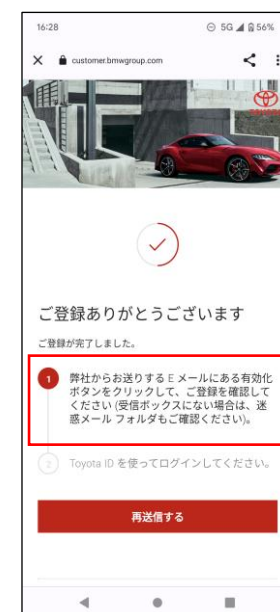 16:28
5G 56%
customer.bmwgroup.com
TOYOTA
ご登録ありがとうございます
ご登録が完了しました。
1
弊社からお送りする E メールにある有効化
ボタンをクリックして、ご登録を確認して
ください (受信ボックスにない場合は、迷
惑メール フォルダもご確認ください)。
2
Toyota ID を使ってログインしてください。
再送信する